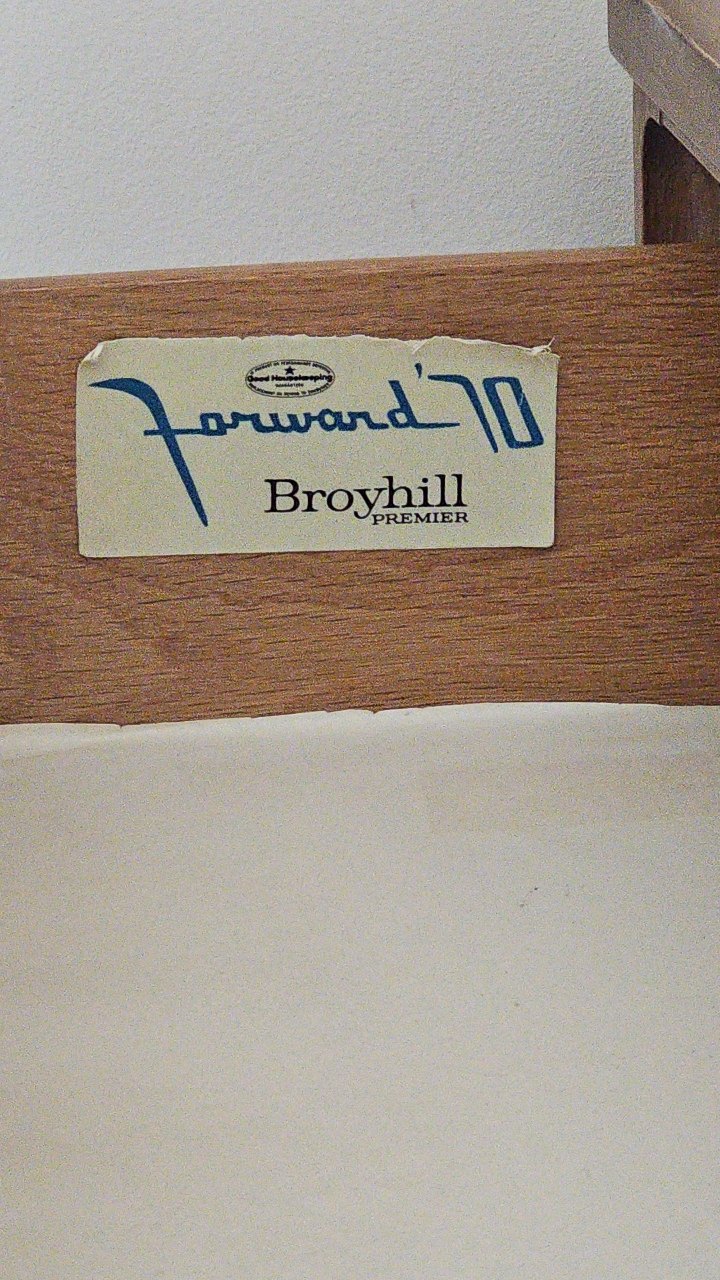 Good Housekeeping
Forward '70
Broyhill
PREMIER